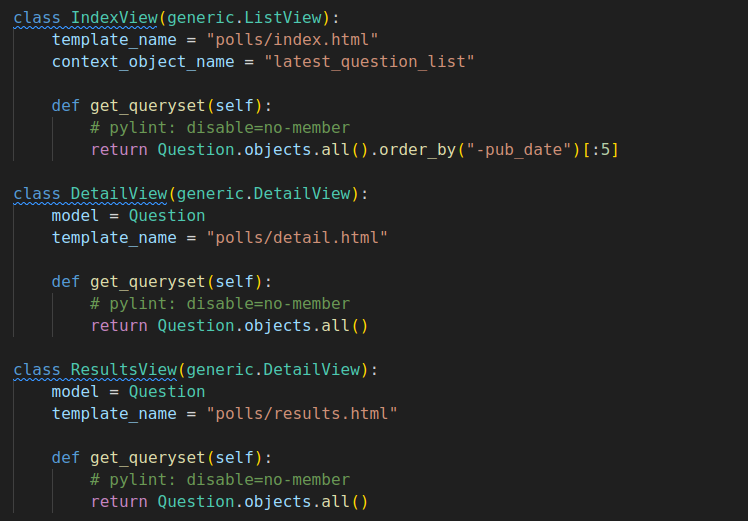 class IndexView(generic.ListView):
    template_name = "polls/index.html"
    context_object_name = "latest_question_list"

    def get_queryset(self):
        # pylint: disable=no-member
        return Question.objects.all().order_by("-pub_date")[:5]

class DetailView(generic.DetailView):
    model = Question
    template_name = "polls/detail.html"

    def get_queryset(self):
        # pylint: disable=no-member
        return Question.objects.all()

class ResultsView(generic.DetailView):
    model = Question
    template_name = "polls/results.html"

    def get_queryset(self):
        # pylint: disable=no-member
        return Question.objects.all()